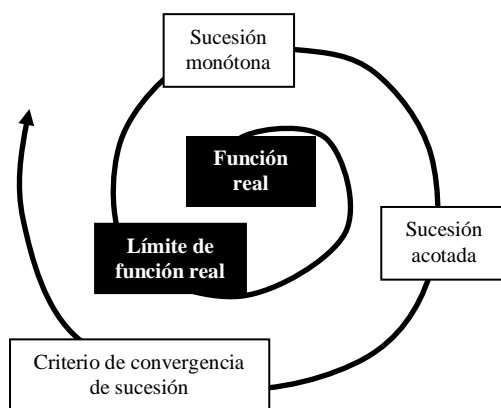 Sucesión
monótona
Función
real
Límite de
función real
Sucesión
acotada
Criterio de convergencia
de sucesión